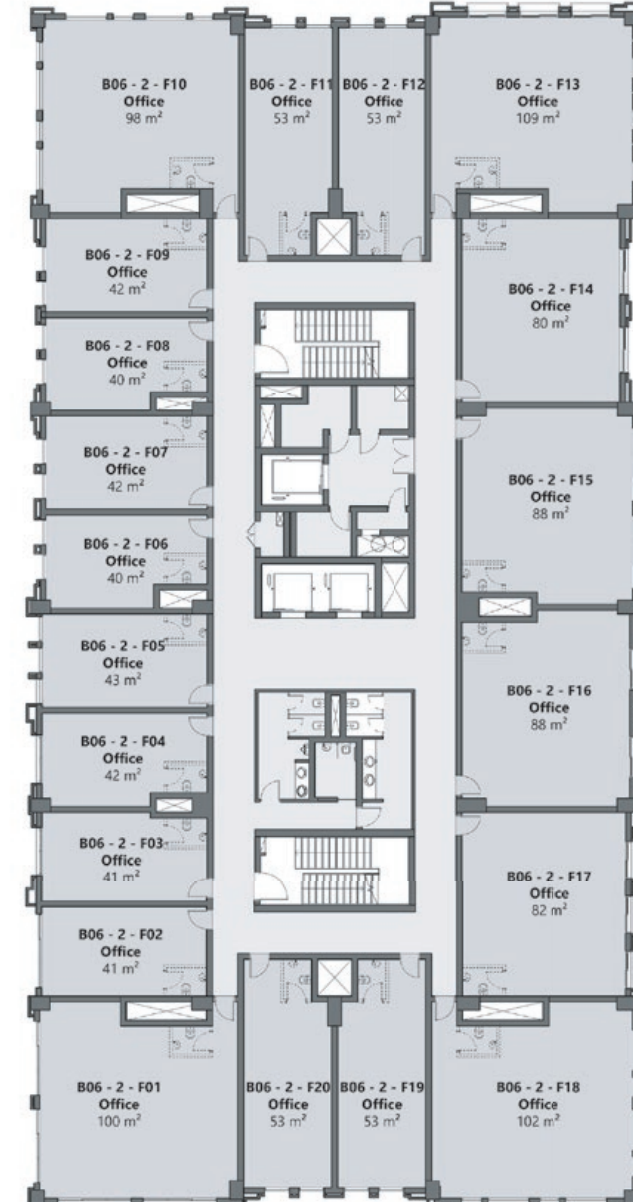 B06 - 2 - F10
Office
98 m²
B06 - 2 - F11
Office
53 m²
B06 - 2 - F12
Office
53 m²
B06 - 2 - F13
Office
109 m²
B06 - 2 - F09
Office
42 m²
B06 - 2 - F14
Office
80 m²
B06 - 2 - F08
Office
40 m²
B06 - 2 - F07
Office
42 m²
B06 - 2 - F15
Office
88 m²
B06 - 2 - F06
Office
40 m²
B06 - 2 - F05
Office
43 m²
B06 - 2 - F16
Office
88 m²
B06 - 2 - F04
Office
42 m²
B06 - 2 - F03
Office
41 m²
B06 - 2 - F17
Office
82 m²
B06 - 2 - F02
Office
41 m²
B06 - 2 - F01
Office
100 m²
B06 - 2 - F20
Office
53 m²
B06 - 2 - F19
Office
53 m²
B06 - 2 - F18
Office
102 m²